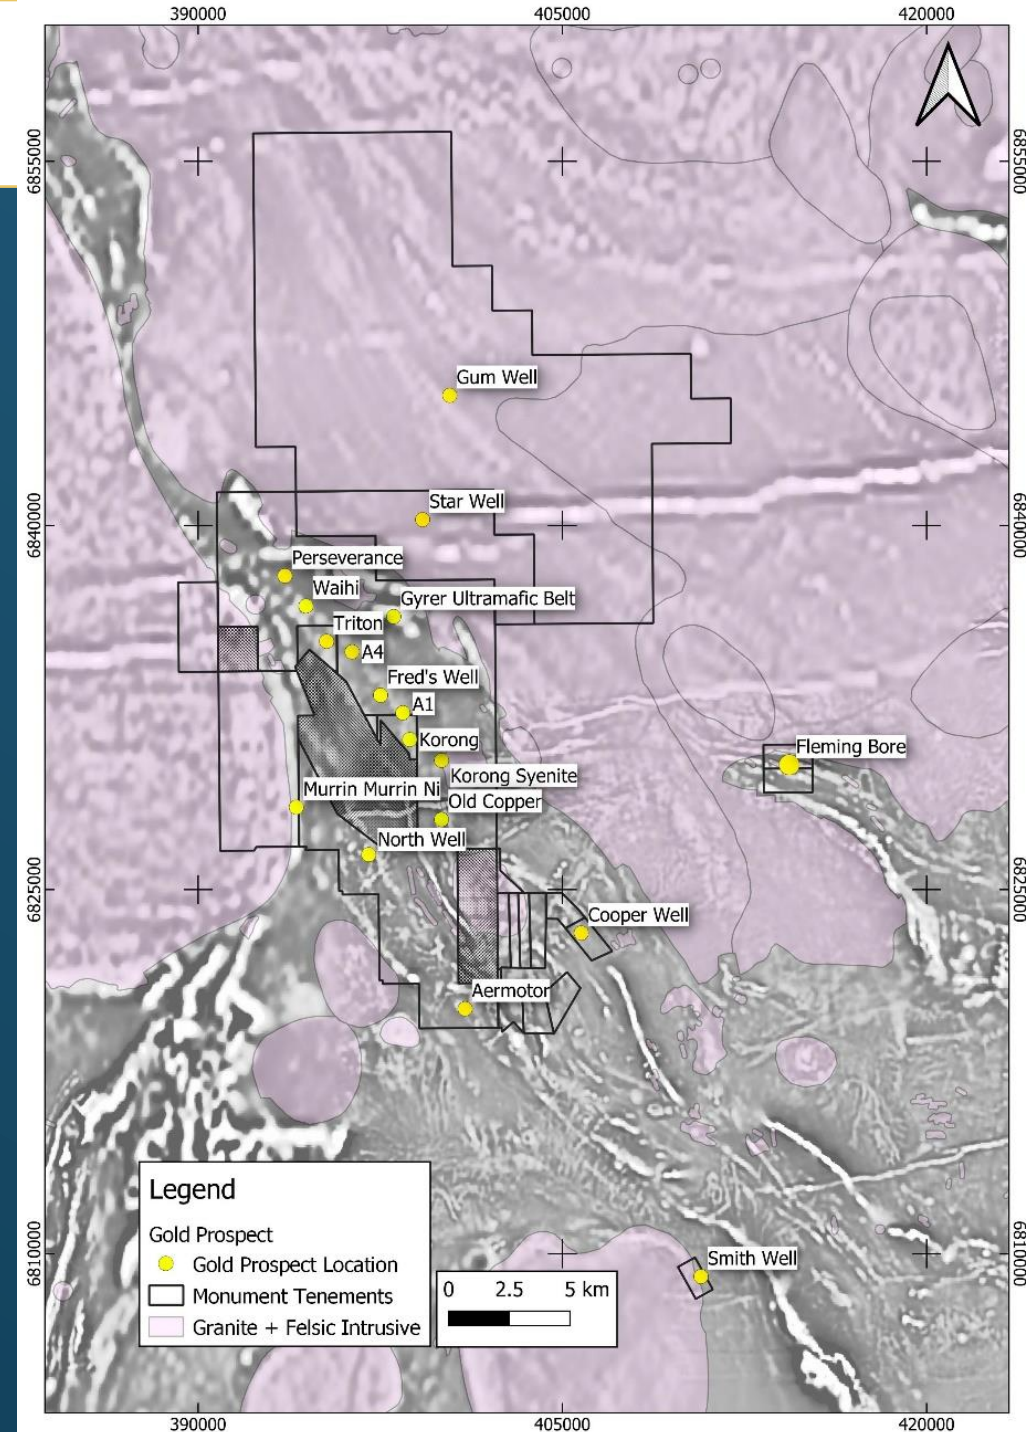 390000
405000
420000
6855000
6855000
Gum Well
Star Well
6840000
6840000
Perseverance
Waihi
Gyrer Ultramafic Belt
Triton
A4
Fred's Well
A1
Korong
Fleming Bore
Korong Syenite
Murrin Murrin Ni
Old Copper
North Well
6825000
6825000
Cooper Well
Aermotor
Legend
Gold Prospect
Gold Prospect Location
Monument Tenements
Granite + Felsic Intrusive
0 2.5 5 km
6810000
6810000
Smith Well
390000
405000
420000